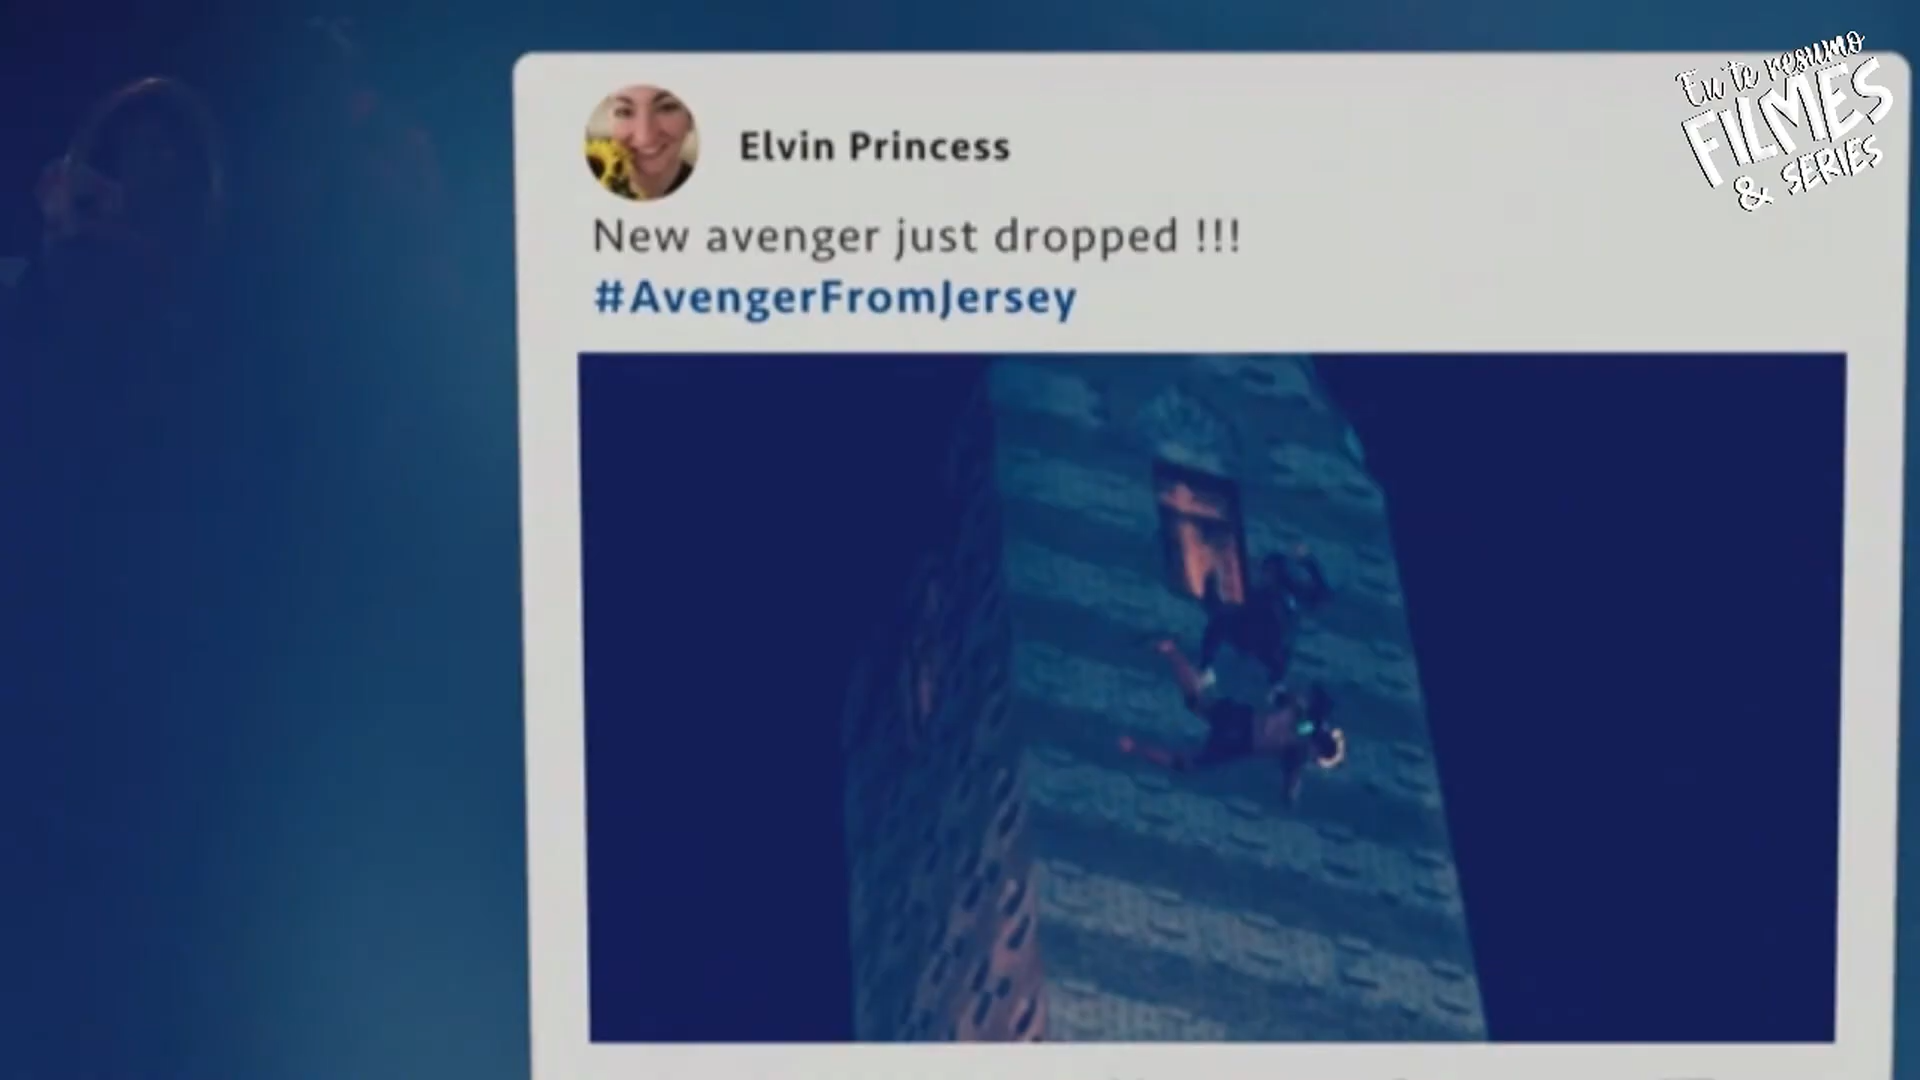 Eu te resumo
FILMES
& SERIES
Elvin Princess
New avenger just dropped !!!
#AvengerFromJersey